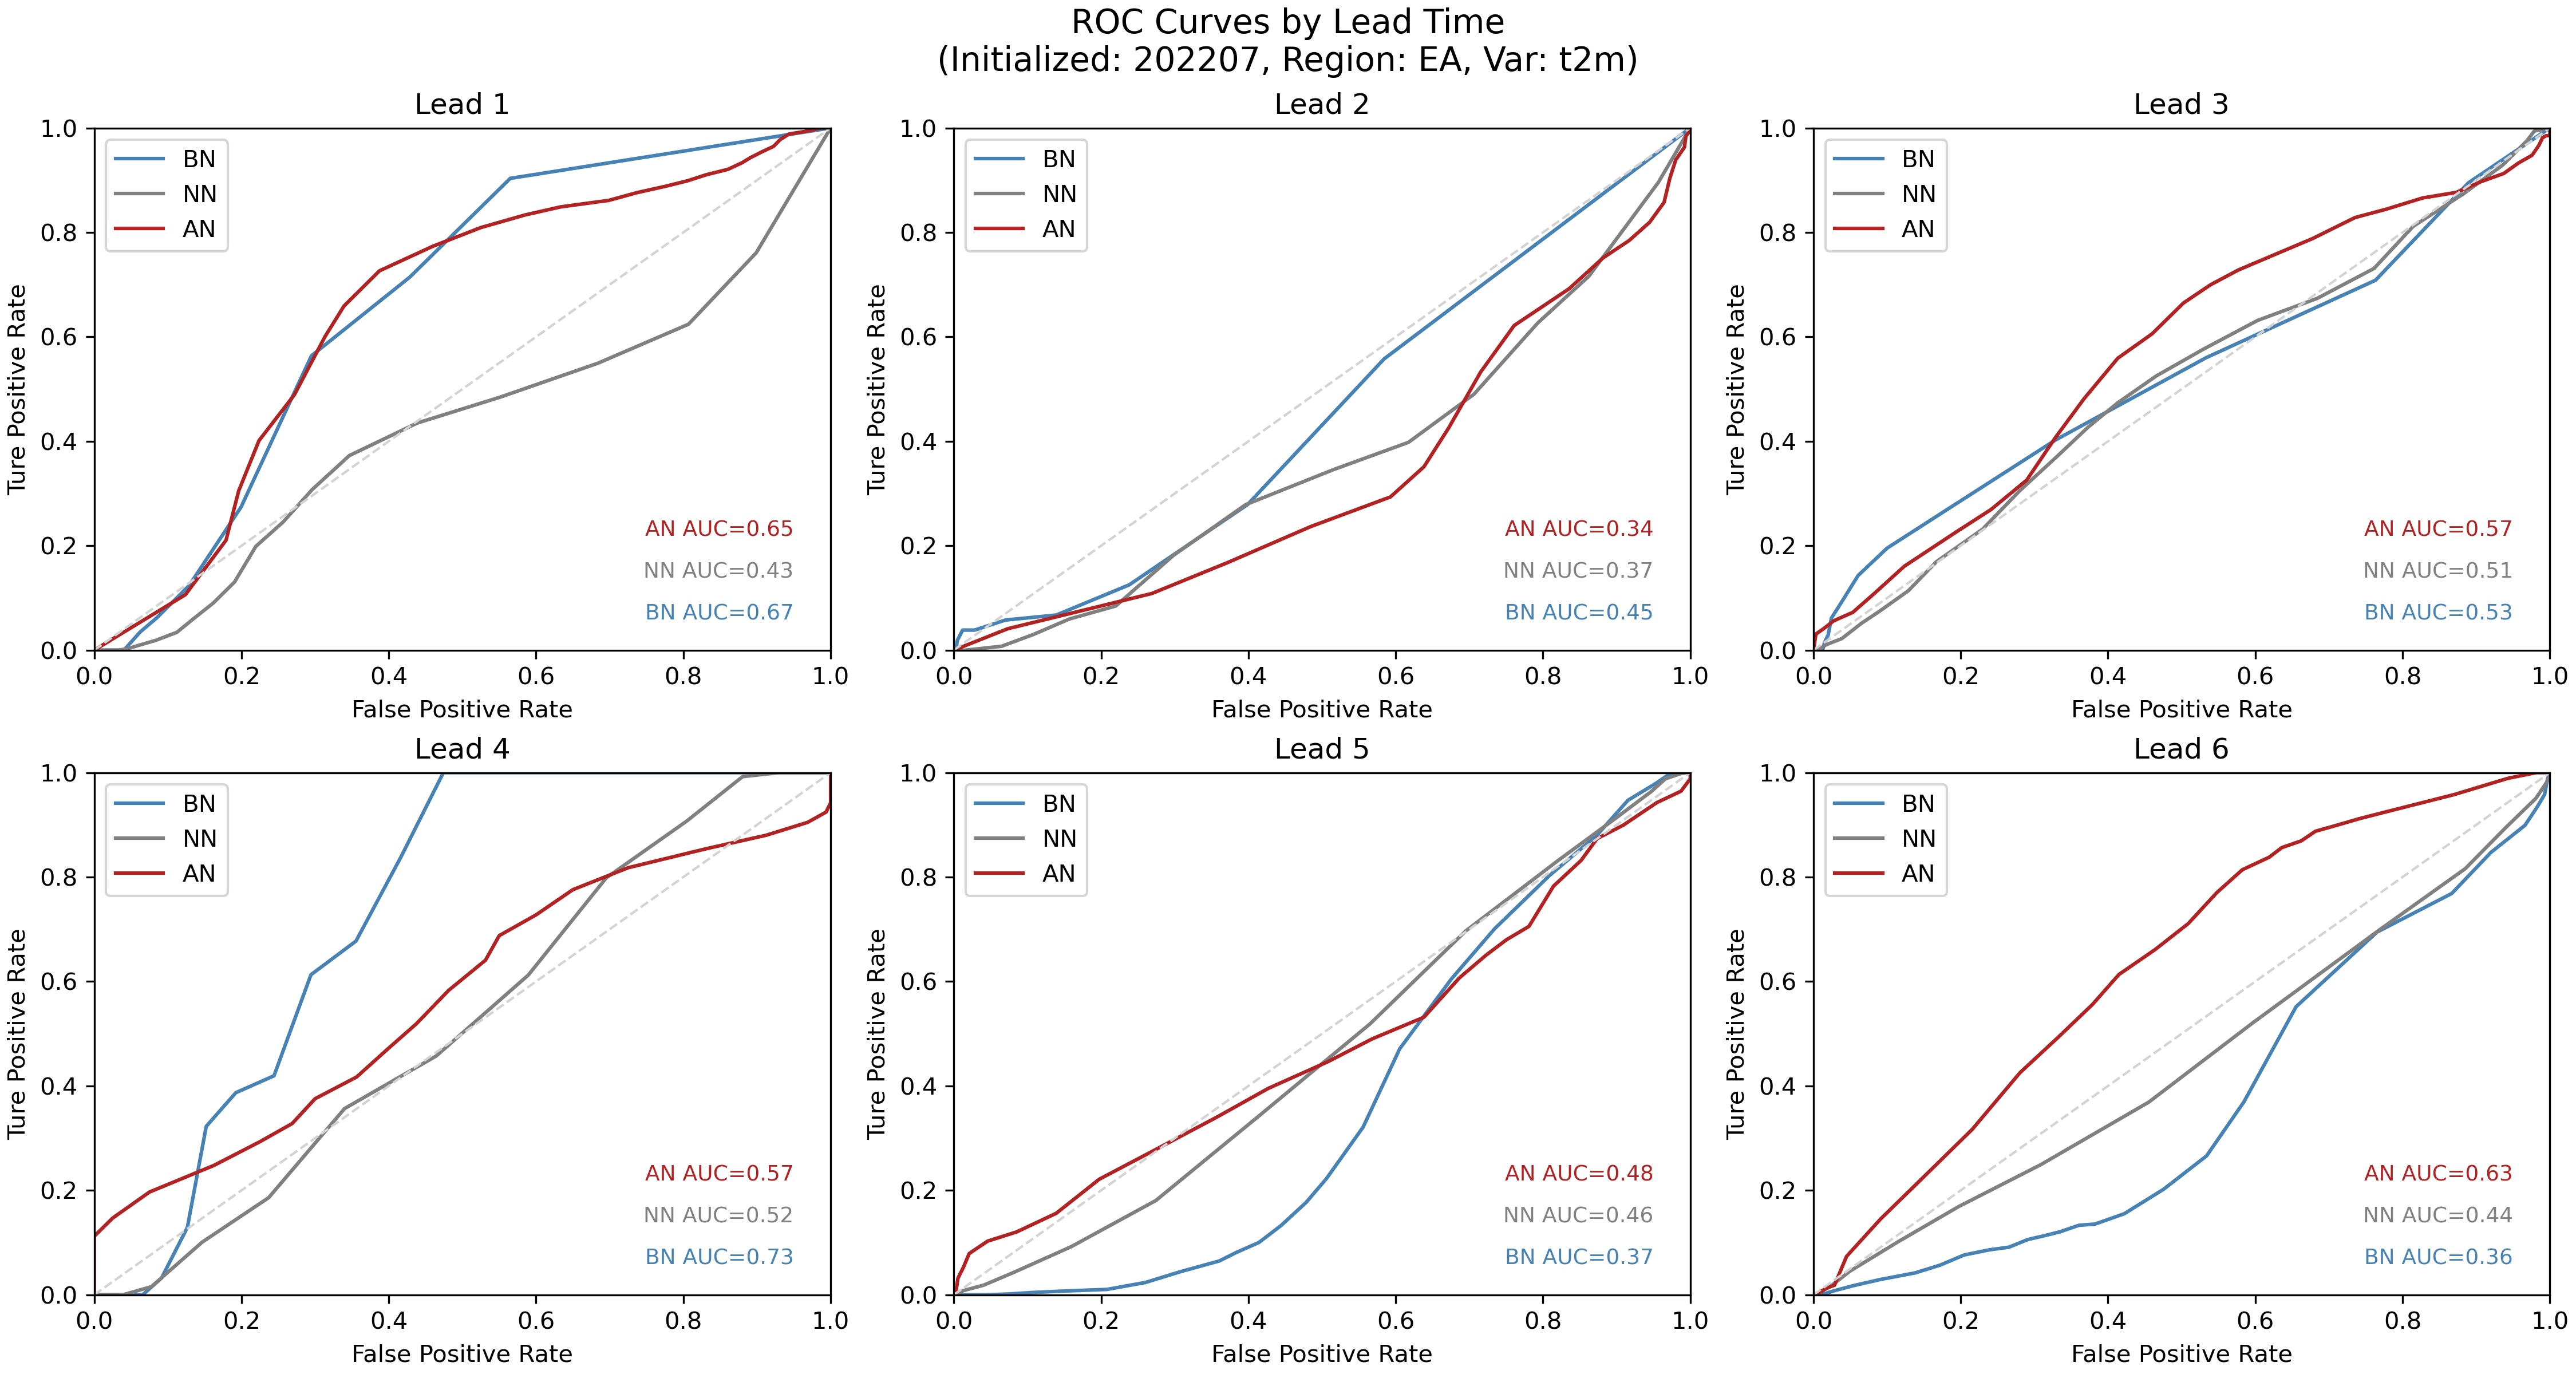 ROC Curves by Lead Time
(Initialized: 202207, Region: EA, Var: t2m)
Lead 1
1.0
0.8
0.6
0.4
0.2
0.0
Ture Positive Rate
BN
NN
AN
AN AUC=0.65
NN AUC=0.43
BN AUC=0.67
0.0 0.2 0.4 0.6 0.8 1.0
False Positive Rate
Lead 2
1.0
0.8
0.6
0.4
0.2
0.0
Ture Positive Rate
BN
NN
AN
AN AUC=0.34
NN AUC=0.37
BN AUC=0.45
0.0 0.2 0.4 0.6 0.8 1.0
False Positive Rate
Lead 3
1.0
0.8
0.6
0.4
0.2
0.0
Ture Positive Rate
BN
NN
AN
AN AUC=0.57
NN AUC=0.51
BN AUC=0.53
0.0 0.2 0.4 0.6 0.8 1.0
False Positive Rate
Lead 4
1.0
0.8
0.6
0.4
0.2
0.0
Ture Positive Rate
BN
NN
AN
AN AUC=0.57
NN AUC=0.52
BN AUC=0.73
0.0 0.2 0.4 0.6 0.8 1.0
False Positive Rate
Lead 5
1.0
0.8
0.6
0.4
0.2
0.0
Ture Positive Rate
BN
NN
AN
AN AUC=0.48
NN AUC=0.46
BN AUC=0.37
0.0 0.2 0.4 0.6 0.8 1.0
False Positive Rate
Lead 6
1.0
0.8
0.6
0.4
0.2
0.0
Ture Positive Rate
BN
NN
AN
AN AUC=0.63
NN AUC=0.44
BN AUC=0.36
0.0 0.2 0.4 0.6 0.8 1.0
False Positive Rate